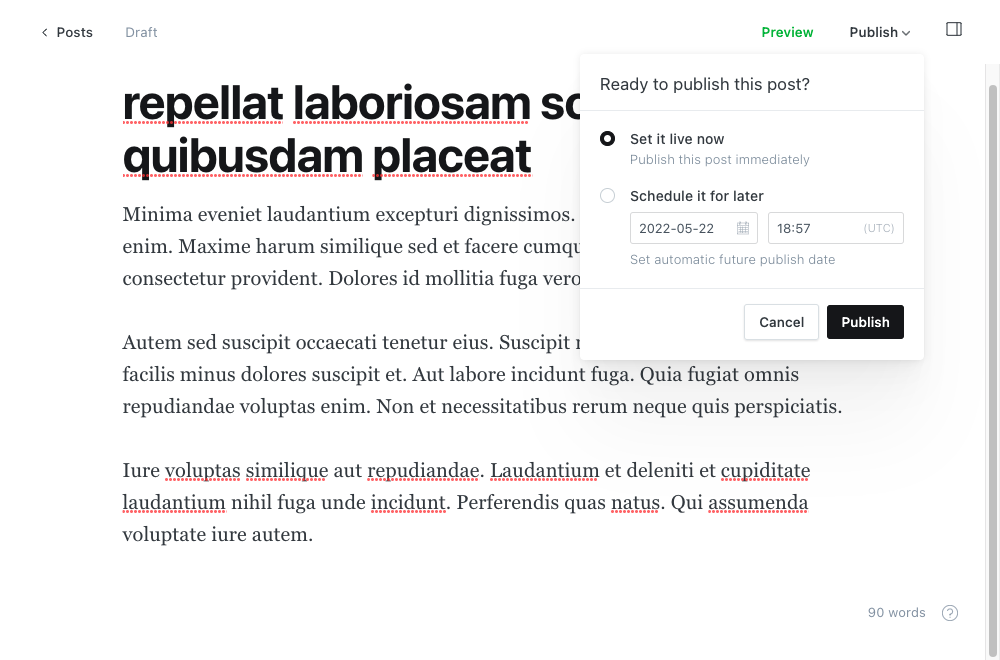 Posts
Draft
Preview
Publish
repellat laboriosam
quibusdam placeat
Ready to publish this post?
Set it live now
Publish this post immediately
Schedule it for later
2022-05-22
18:57 (UTC)
Set automatic future publish date
Cancel
Publish
Minima eveniet laudantium excepturi dignissimos.
enim. Maxime harum similique sed et facere
consectetur provident. Dolores id mollitia fuga
Autem sed suscipit occaecati tenetur eius. Suscipit
facilis minus dolores suscipit et. Aut labore incidunt fuga. Quia fugiat omnis
repudiandae voluptas enim. Non et necessitatibus rerum neque quis perspiciatis.
Iure voluptas similique aut repudiandae. Laudantium et deleniti et cupiditate
laudantium nihil fuga unde incidunt. Perferendis quas natus. Qui assumenda
voluptate iure autem.
90 words